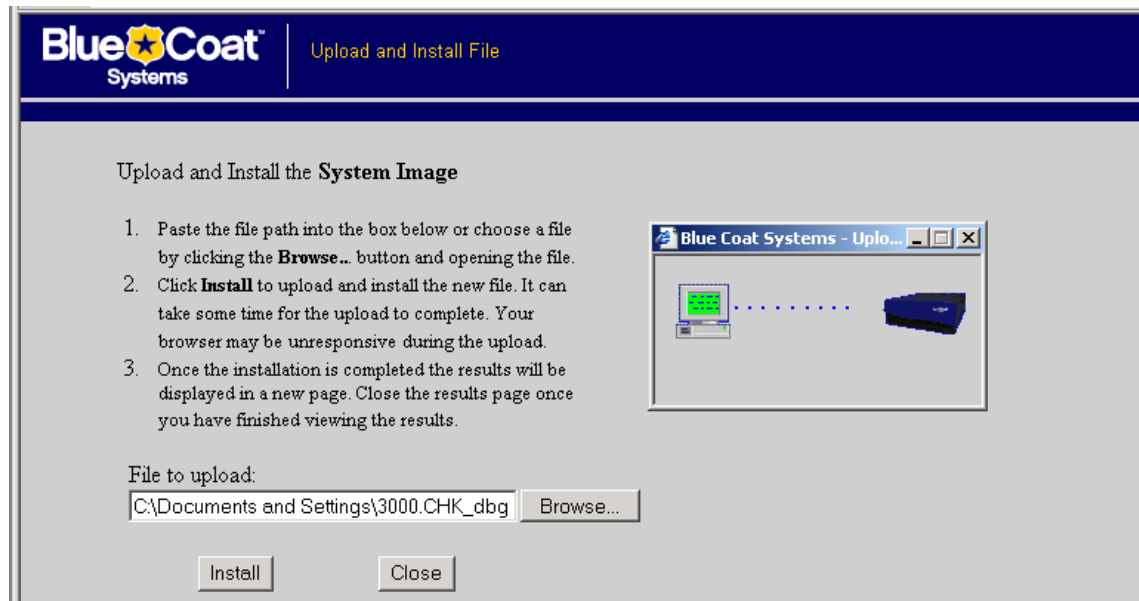 Blue Coat™
Systems
Upload and Install File
Upload and Install the System Image
1. Paste the file path into the box below or choose a file
by clicking the Browse... button and opening the file.
2. Click Install to upload and install the new file. It can
take some time for the upload to complete. Your
browser may be unresponsive during the upload.
3. Once the installation is completed the results will be
displayed in a new page. Close the results page once
you have finished viewing the results.
Blue Coat Systems - Uplo...
File to upload:
C:\Documents and Settings\3000.CHK_dbg
Browse...
Install
Close